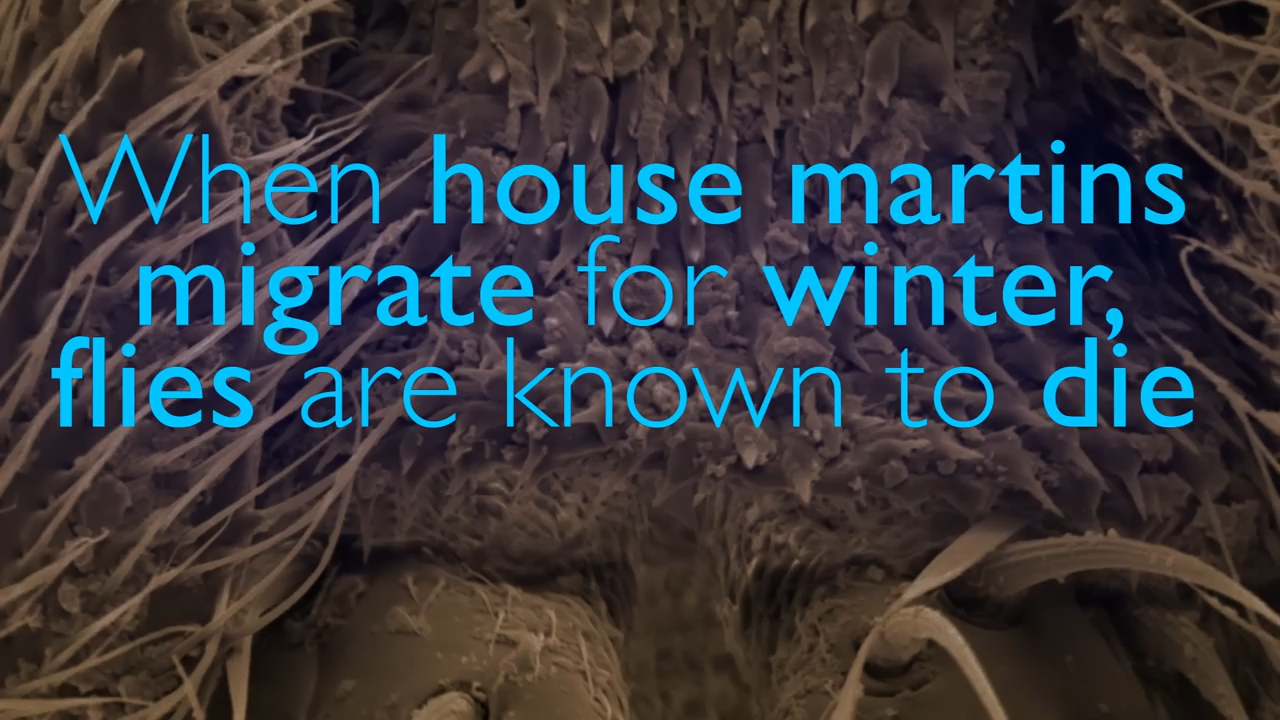 When house martins
migrate for winter,
flies are known to die